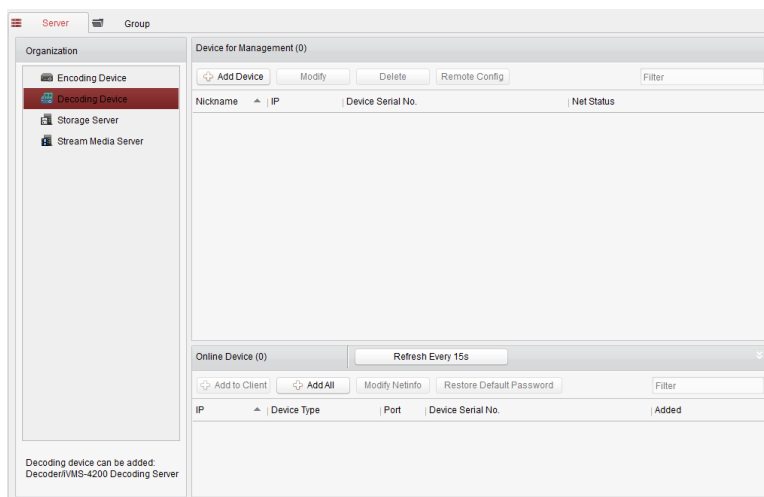 Server Group
Organization
Encoding Device
Decoding Device
Storage Server
Stream Media Server
Decoding device can be added:
Decoder/iVMS-4200 Decoding Server
Device for Management (0)
Add Device Modify Delete Remote Config Filter
Nickname IP Device Serial No. Net Status
Online Device (0) Refresh Every 15s
Add to Client Add All Modify Netinfo Restore Default Password Filter
IP Device Type Port Device Serial No. Added